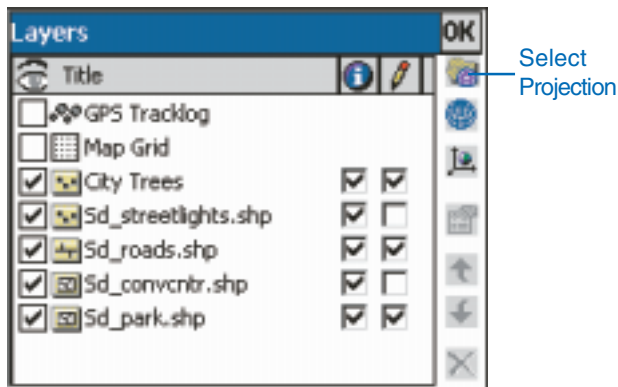 Layers
OK
Select
Projection
Title
GPS Tracklog
Map Grid
City Trees
Sd_streetlights.shp
Sd_roads.shp
Sd_convcntr.shp
Sd_park.shp